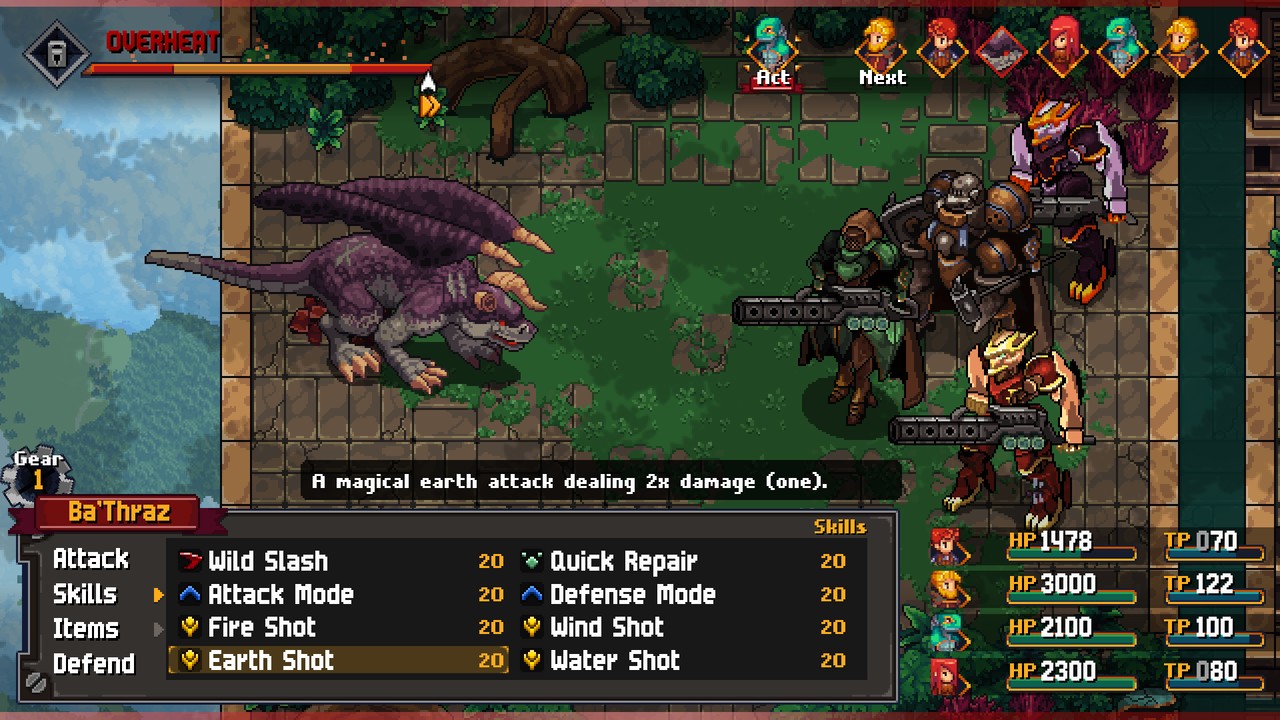 OVERHEAT
Act
Next
Gear
1
Ba'Thraz
A magical earth attack dealing 2x damage (one).
Skills
Attack
Skills
Items
Defend
Wild Slash 20 Quick Repair 20
Attack Mode 20 Defense Mode 20
Fire Shot 20 Wind Shot 20
Earth Shot 20 Water Shot 20
HP 1478 TP 070
HP 3000 TP 122
HP 2100 TP 100
HP 2300 TP 080